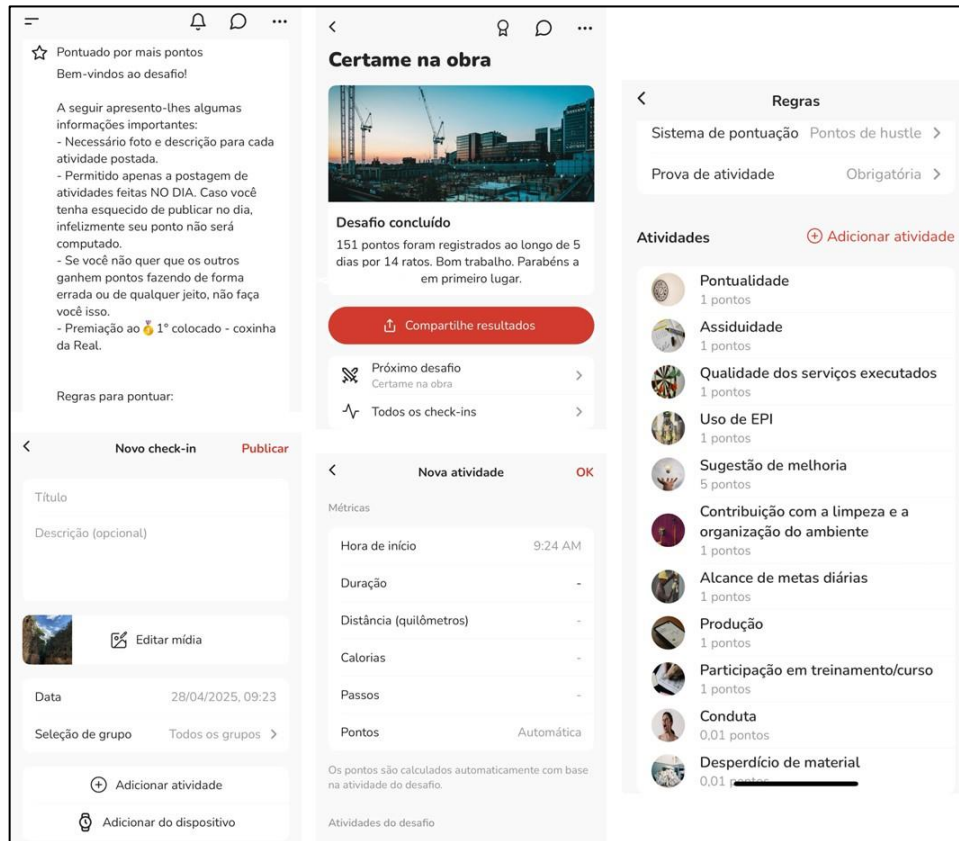 Pontuado por mais pontos
Bem-vindos ao desafio!
A seguir apresento-lhes algumas
informações importantes:
- Necessário foto e descrição para cada
atividade postada.
- Permitido apenas a postagem de
atividades feitas NO DIA. Caso você
tenha esquecido de publicar no dia,
infelizmente seu ponto não será
computado.
- Se você não quer que os outros
ganhem pontos fazendo de forma
errada ou de qualquer jeito, não faça
você isso.
- Premiação ao 🥇 1° colocado - coxinha
da Real.
Regras para pontuar:
Novo check-in
Publicar
Título
Descrição (opcional)
Editar mídia
Data
28/04/2025, 09:23
Seleção de grupo
Todos os grupos
Adicionar atividade
Adicionar do dispositivo
Certame na obra
Desafio concluído
151 pontos foram registrados ao longo de 5
dias por 14 ratos. Bom trabalho. Parabéns a
em primeiro lugar.
Compartilhe resultados
Próximo desafio
Certame na obra
Todos os check-ins
Nova atividade
OK
Métricas
Hora de início
9:24 AM
Duração
-
Distância (quilômetros)
-
Calorias
-
Passos
-
Pontos
Automática
Os pontos são calculados automaticamente com base
na atividade do desafio.
Atividades do desafio
Regras
Sistema de pontuação
Pontos de hustle
Prova de atividade
Obrigatória
Atividades
Adicionar atividade
Pontualidade
1 pontos
Assiduidade
1 pontos
Qualidade dos serviços executados
1 pontos
Uso de EPI
1 pontos
Sugestão de melhoria
5 pontos
Contribuição com a limpeza e a
organização do ambiente
1 pontos
Alcance de metas diárias
1 pontos
Produção
1 pontos
Participação em treinamento/curso
1 pontos
Conduta
0,01 pontos
Desperdício de material
0,01 pontos